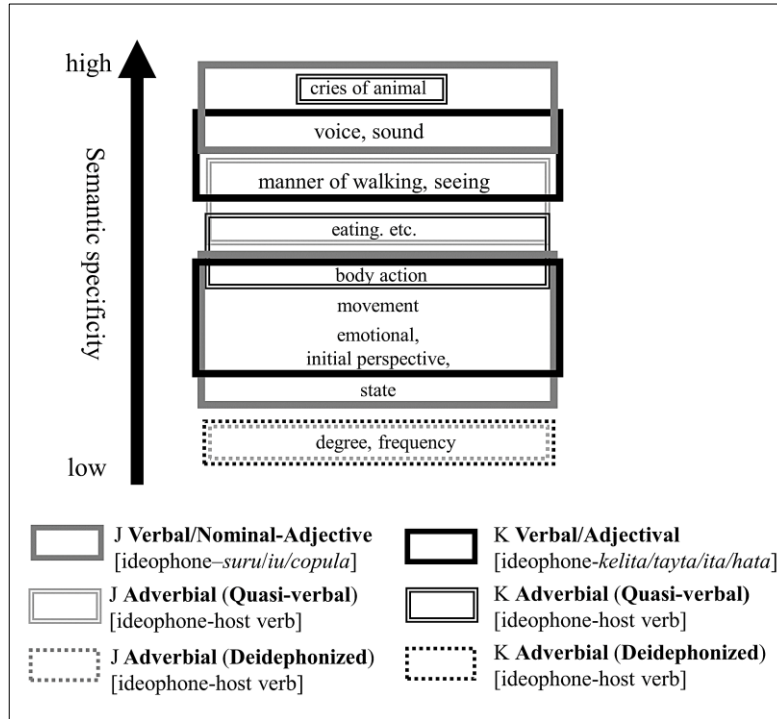 high
cries of animal
voice, sound
manner of walking, seeing
eating. etc.
body action
movement
emotional,
initial perspective,
state
degree, frequency
low
Semantic specificity
J Verbal/Nominal-Adjective
[ideophone–suru/iu/copula]
K Verbal/Adjectival
[ideophone-kelita/tayta/ita/hata]
J Adverbial (Quasi-verbal)
[ideophone-host verb]
K Adverbial (Quasi-verbal)
[ideophone-host verb]
J Adverbial (Deidephonized)
[ideophone-host verb]
K Adverbial (Deidephonized)
[ideophone-host verb]